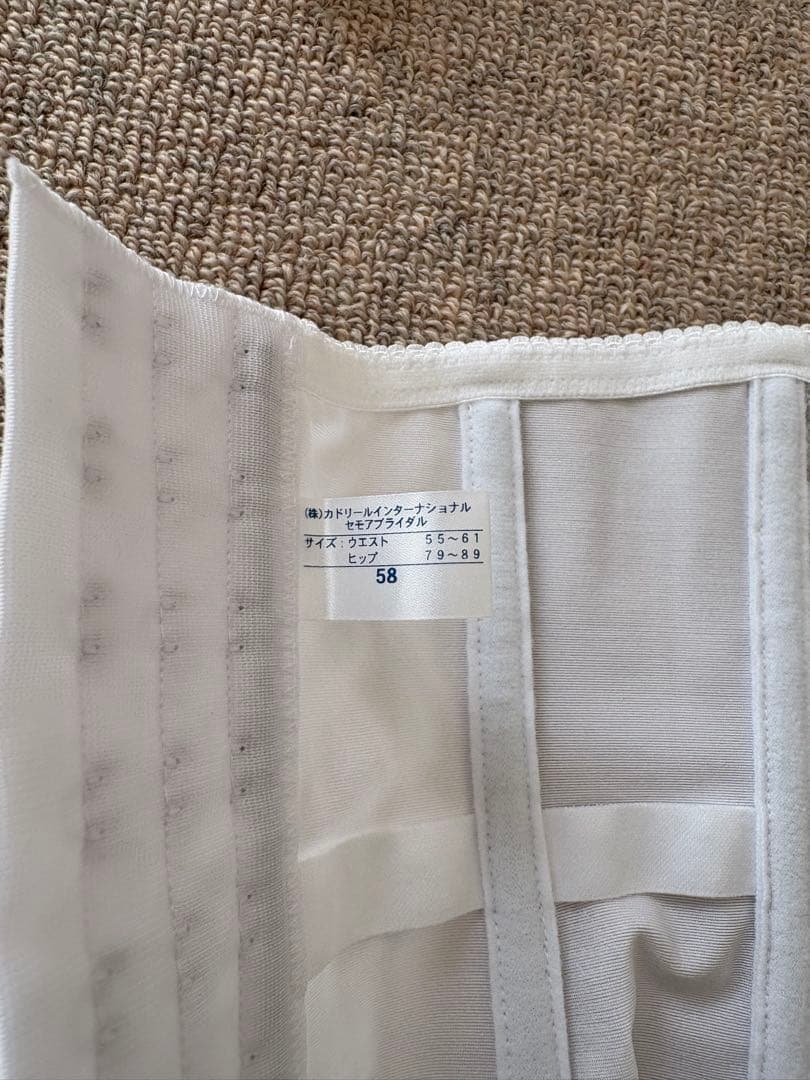 (株)カドリールインターナショナル
セモアブライダル
サイズ:ウエスト 55~61
ヒップ 79~89
58